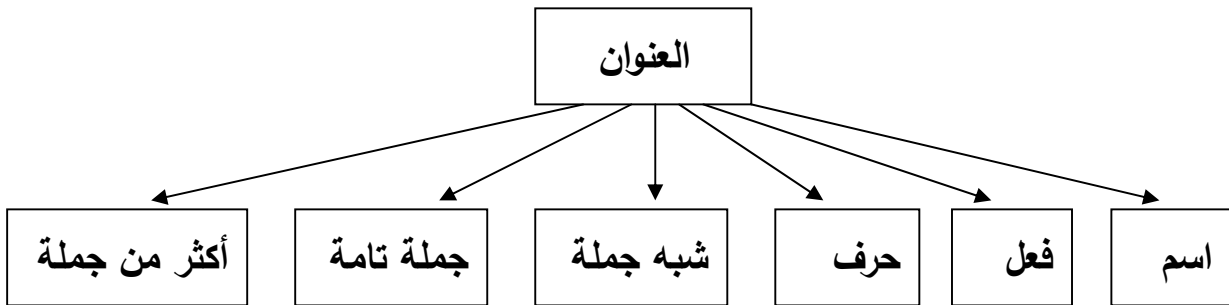 العنوان
اسم
فعل
حرف
شبه جملة
جملة تامة
أكثر من جملة